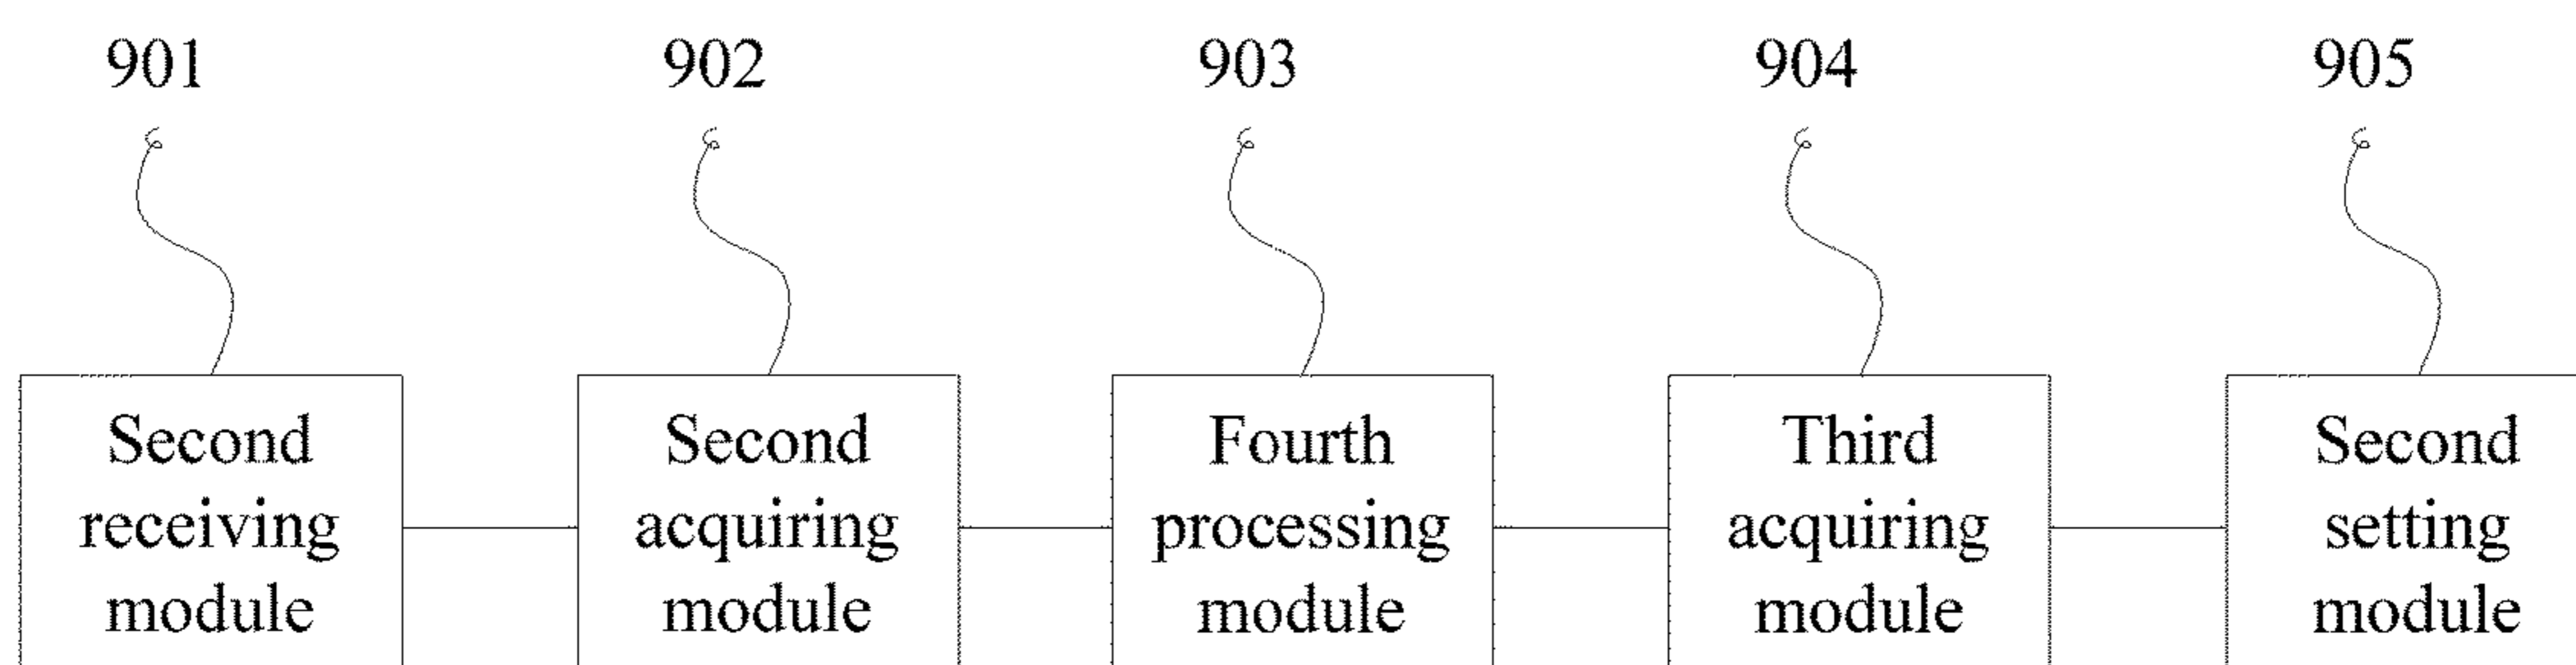 901
902
903
904
905
Second
receiving
module
Second
acquiring
module
Fourth
processing
module
Third
acquiring
module
Second
setting
module